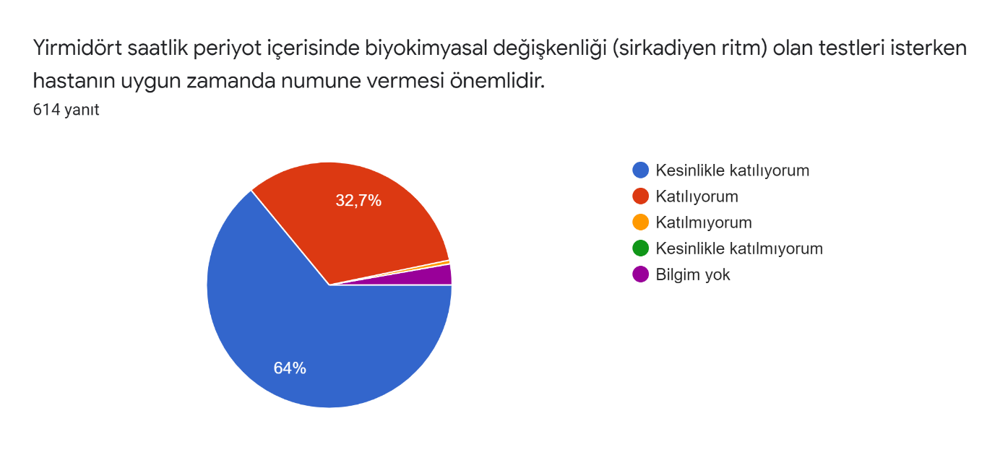 Yirmidört saatlik periyot içerisinde biyokimyasal değişkenliği (sirkadiyen ritm) olan testleri isterken
hastanın uygun zamanda numune vermesi önemlidir.
614 yanıt
32,7%
64%
Kesinlikle katılıyorum
Katılıyorum
Katılmıyorum
Kesinlikle katılmıyorum
Bilgim yok